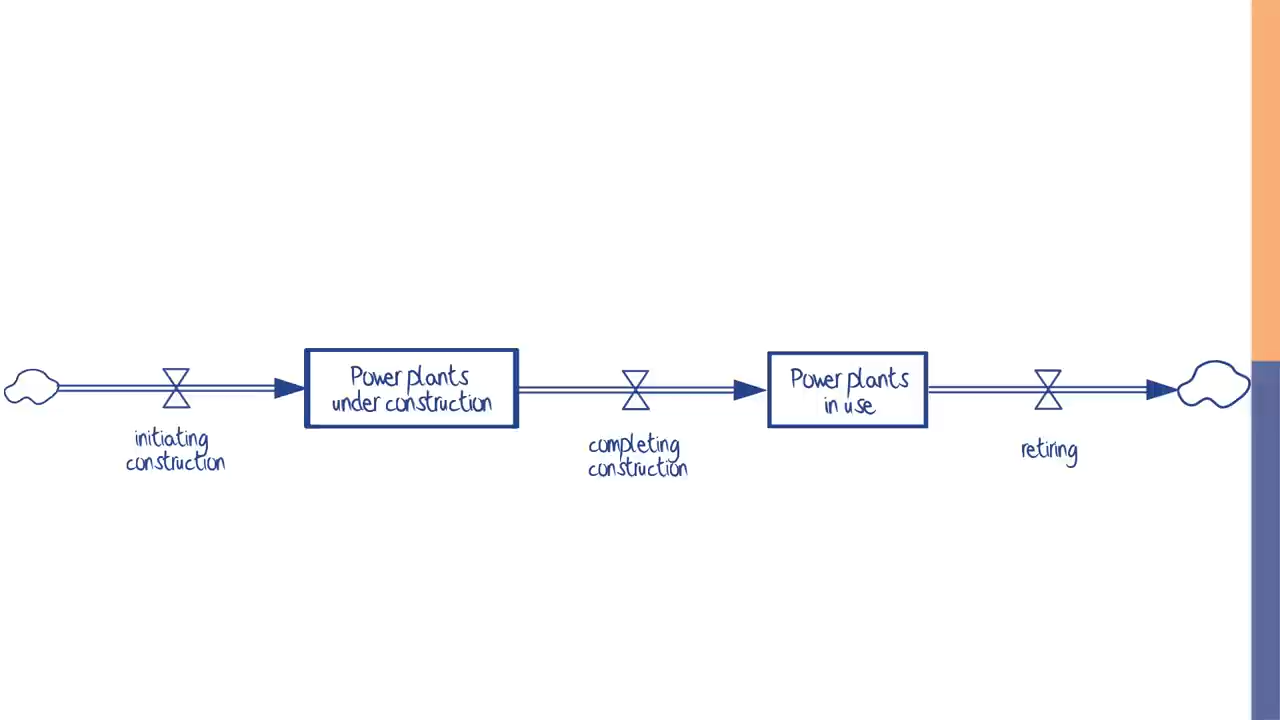 Power plants
under construction
Power plants
in use
initiating
construction
completing
construction
retiring